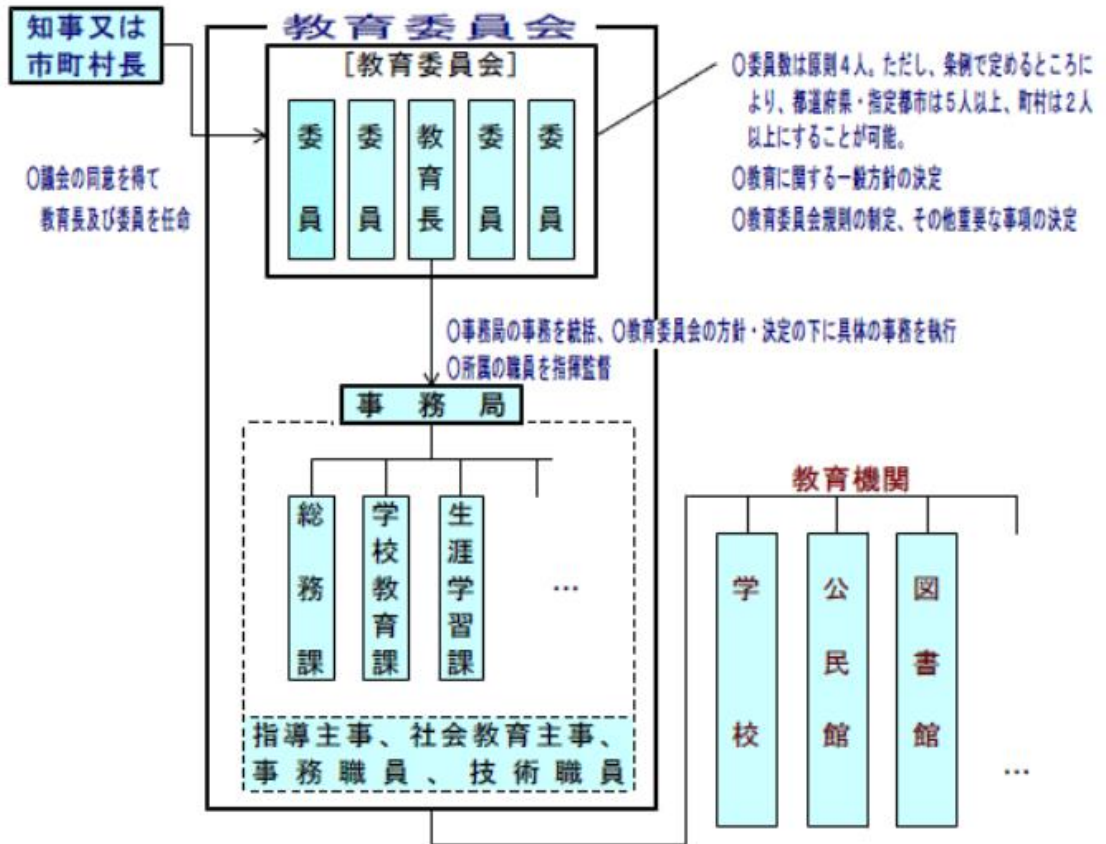 知事又は
市町村長
教育委員会
[教育委員会]
委員
委員
教育長
委員
委員
○議会の同意を得て
教育長及び委員を任命
○委員数は原則４人。ただし、条例で定めるところに
より、都道府県・指定都市は５人以上、町村は２人
以上にすることが可能。
○教育に関する一般方針の決定
○教育委員会規則の制定、その他重要な事項の決定
○事務局の事務を統括、○教育委員会の方針・決定の下に具体の事務を執行
○所属の職員を指揮監督
事務局
総務課
学校教育課
生涯学習課
…
指導主事、社会教育主事、
事務職員、技術職員
教育機関
学校
公民館
図書館
…